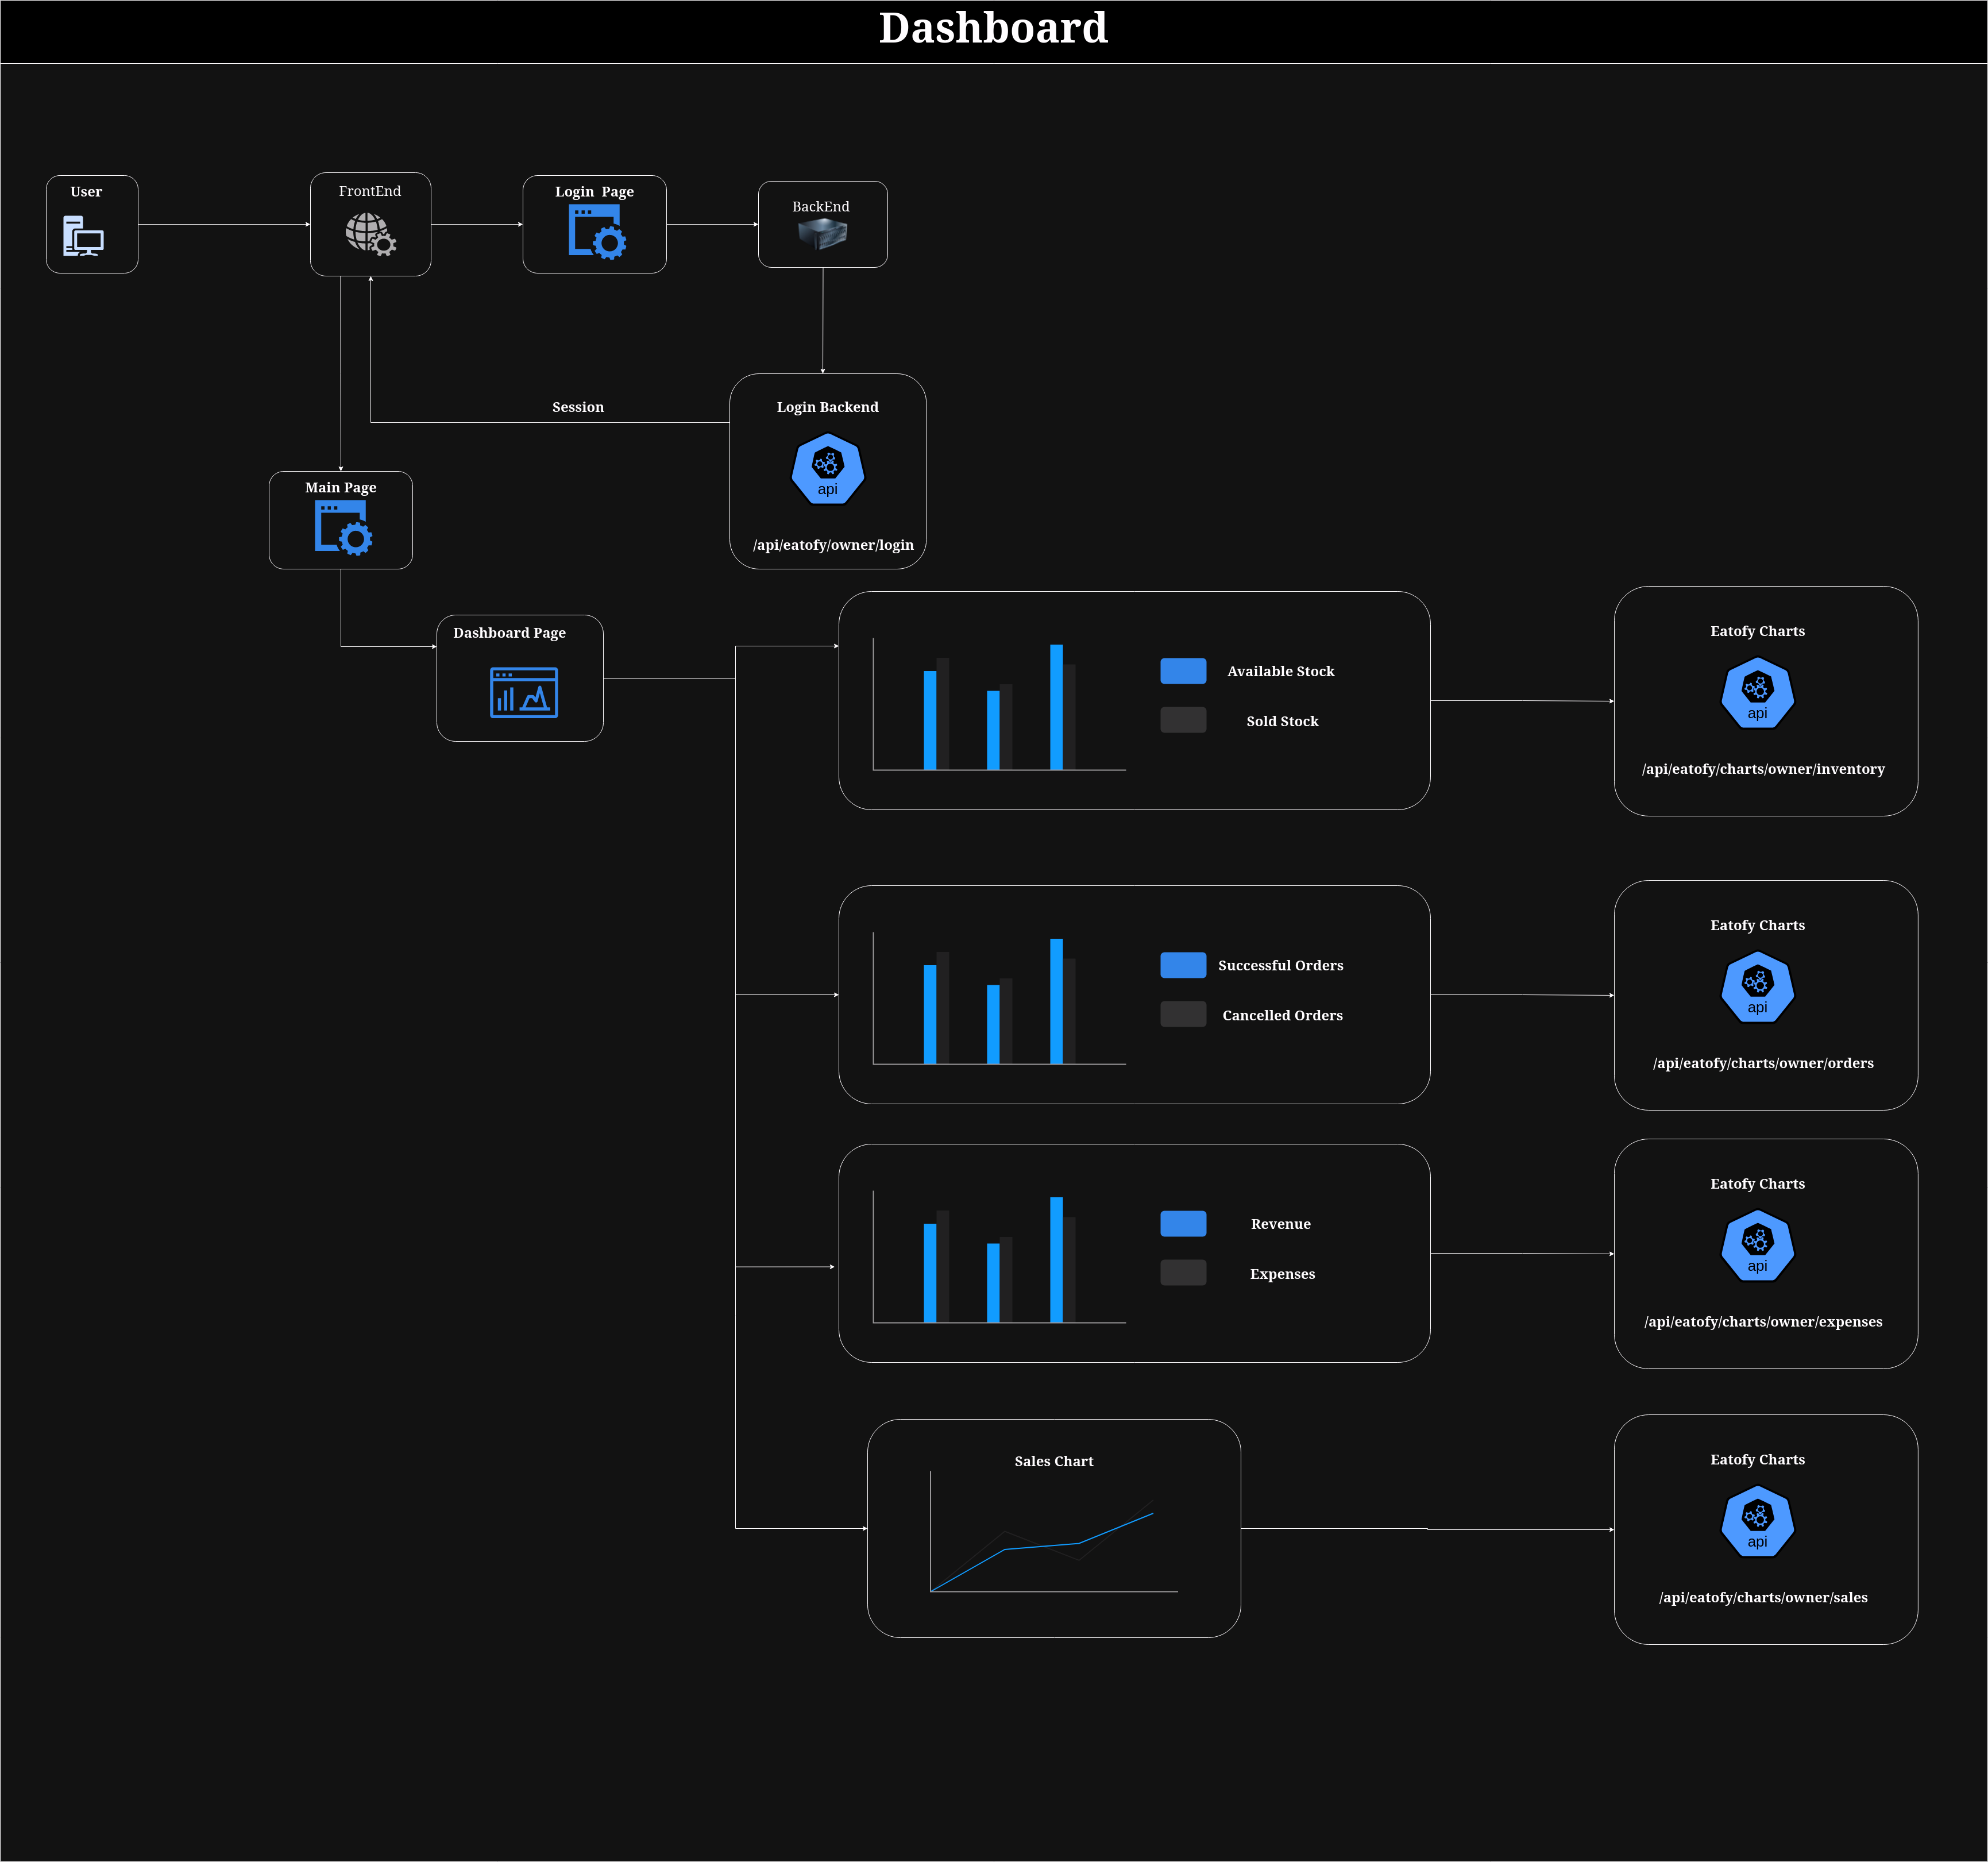 Dashboard
User
FrontEnd
Login  Page
BackEnd
Session
Login Backend
api
/api/eatofy/owner/login
Main Page
Dashboard Page
Available Stock
Sold Stock
Eatofy Charts
api
/api/eatofy/charts/owner/inventory
Successful Orders
Cancelled Orders
Eatofy Charts
api
/api/eatofy/charts/owner/orders
Revenue
Expenses
Eatofy Charts
api
/api/eatofy/charts/owner/expenses
Sales Chart
Eatofy Charts
api
/api/eatofy/charts/owner/sales